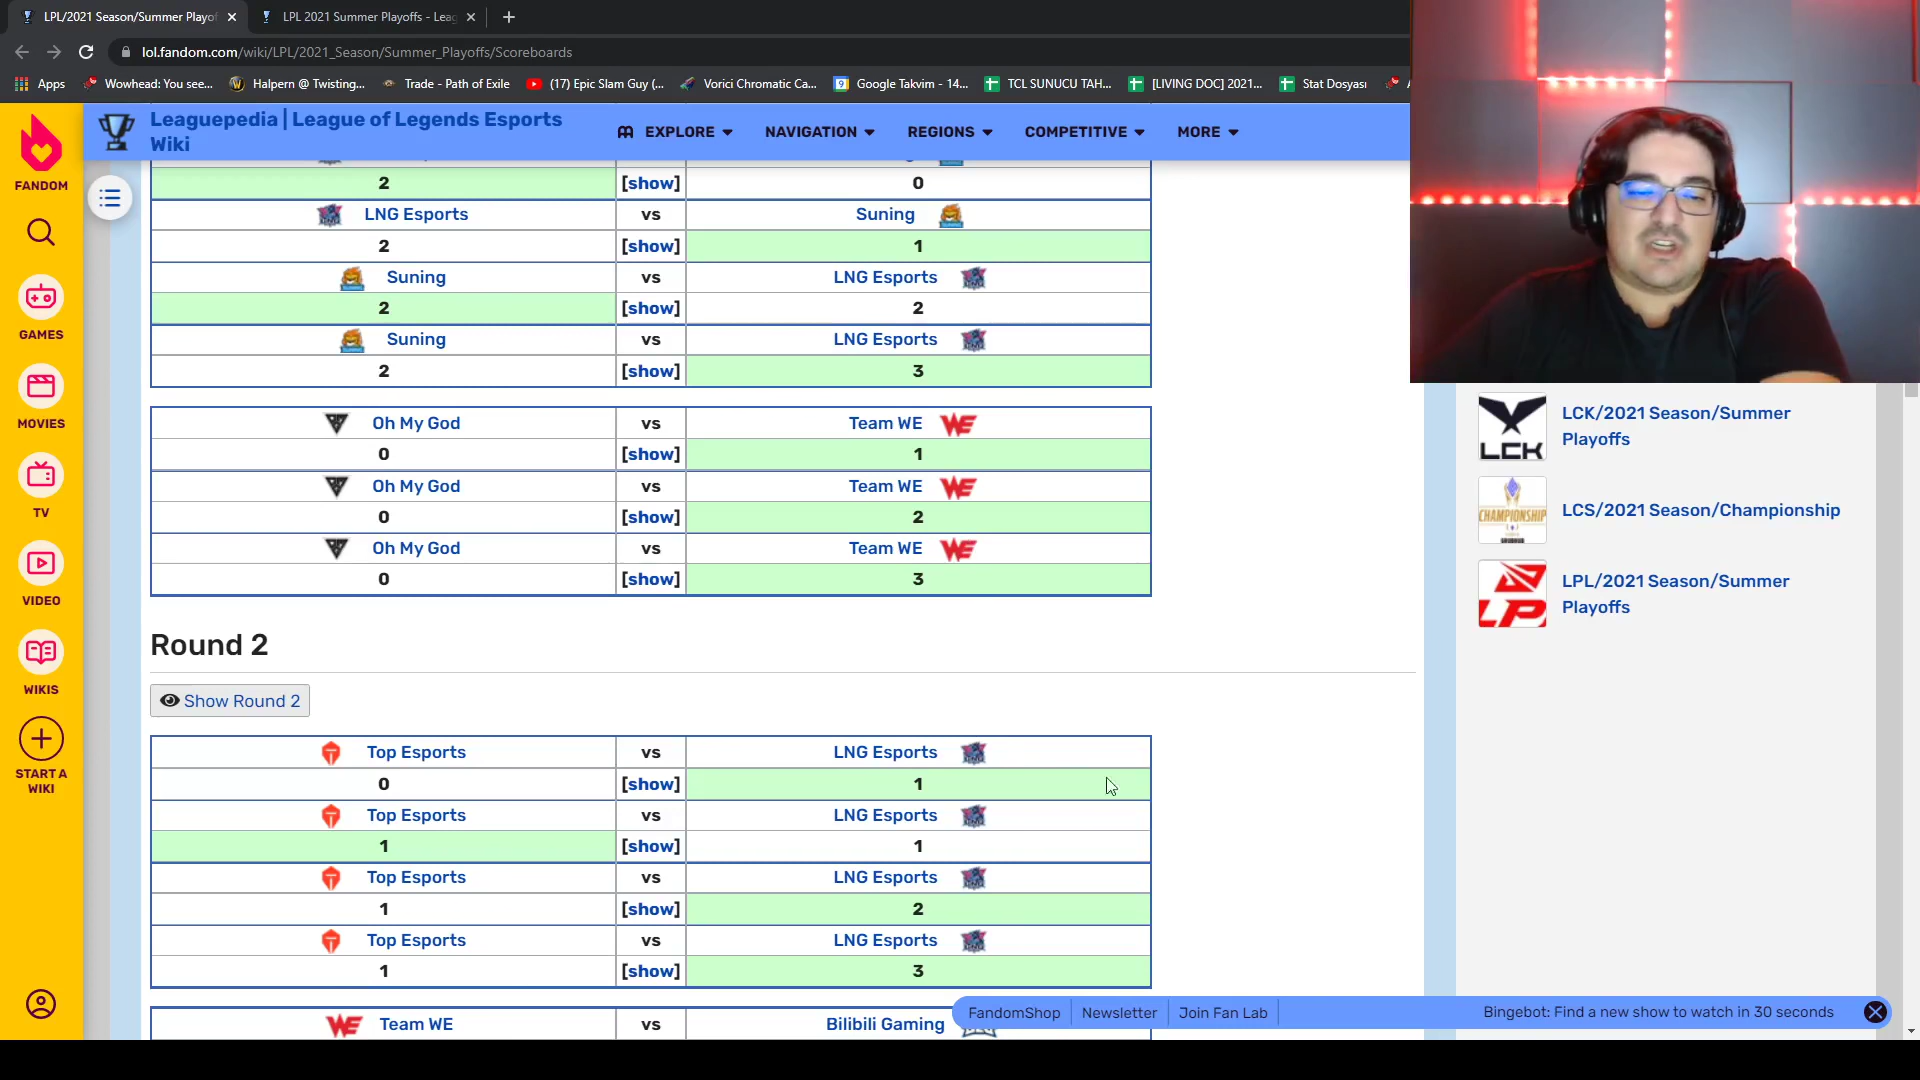 LPL/2021 Season/Summer Playof
LPL 2021 Summer Playoffs - Leag
lol.fandom.com/wiki/LPL/2021_Season/Summer_Playoffs/Scoreboards
Apps
Wowhead: You see...
Halpern @ Twisting...
Trade - Path of Exile
(17) Epic Slam Guy (...
Vorici Chromatic Ca...
Google Takvim - 14...
TCL SUNUCU TAH...
[LIVING DOC] 2021...
Stat Dosyası
FANDOM
GAMES
MOVIES
TV
VIDEO
WIKIS
START A
WIKI
Leaguepedia | League of Legends Esports
Wiki
EXPLORE
NAVIGATION
REGIONS
COMPETITIVE
MORE
2 [show] 0
LNG Esports vs Suning
2 [show] 1
Suning vs LNG Esports
2 [show] 2
Suning vs LNG Esports
2 [show] 3
Oh My God vs Team WE
0 [show] 1
Oh My God vs Team WE
0 [show] 2
Oh My God vs Team WE
0 [show] 3
Round 2
Show Round 2
Top Esports vs LNG Esports
0 [show] 1
Top Esports vs LNG Esports
1 [show] 1
Top Esports vs LNG Esports
1 [show] 2
Top Esports vs LNG Esports
1 [show] 3
Team WE vs Bilibili Gaming
LCK
LCK/2021 Season/Summer
Playoffs
CHAMPIONSHIP
LCS/2021 Season/Championship
LPL/2021 Season/Summer
Playoffs
FandomShop
Newsletter
Join Fan Lab
Bingebot: Find a new show to watch in 30 seconds